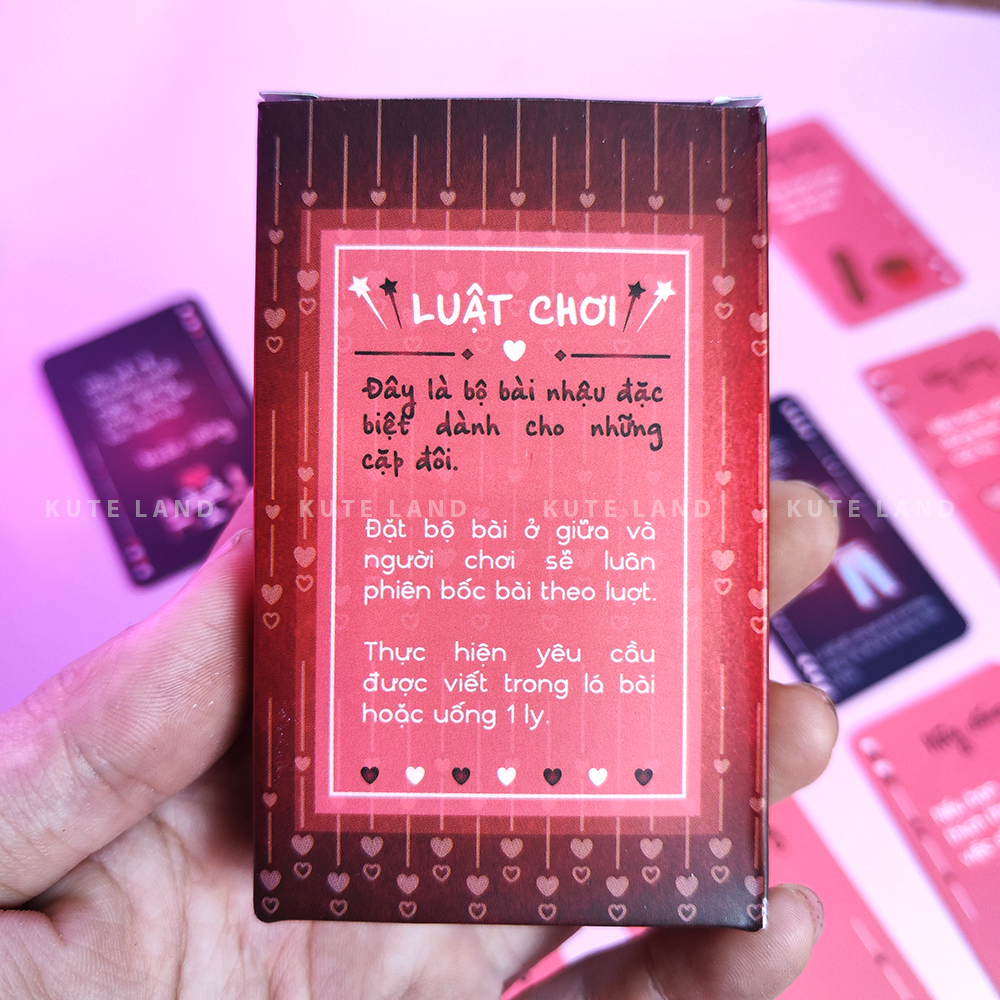 LUẬT CHƠI
Đây là bộ bài nhậu đặc
biệt dành cho những
cặp đôi.
KUTE LAND KUTE LAND KUTE LAND KUTE LAND
Đặt bộ bài ở giữa và
người chơi sẽ luân
phiên bốc bài theo lượt.
Thực hiện yêu cầu
được viết trong lá bài
hoặc uống 1 ly.